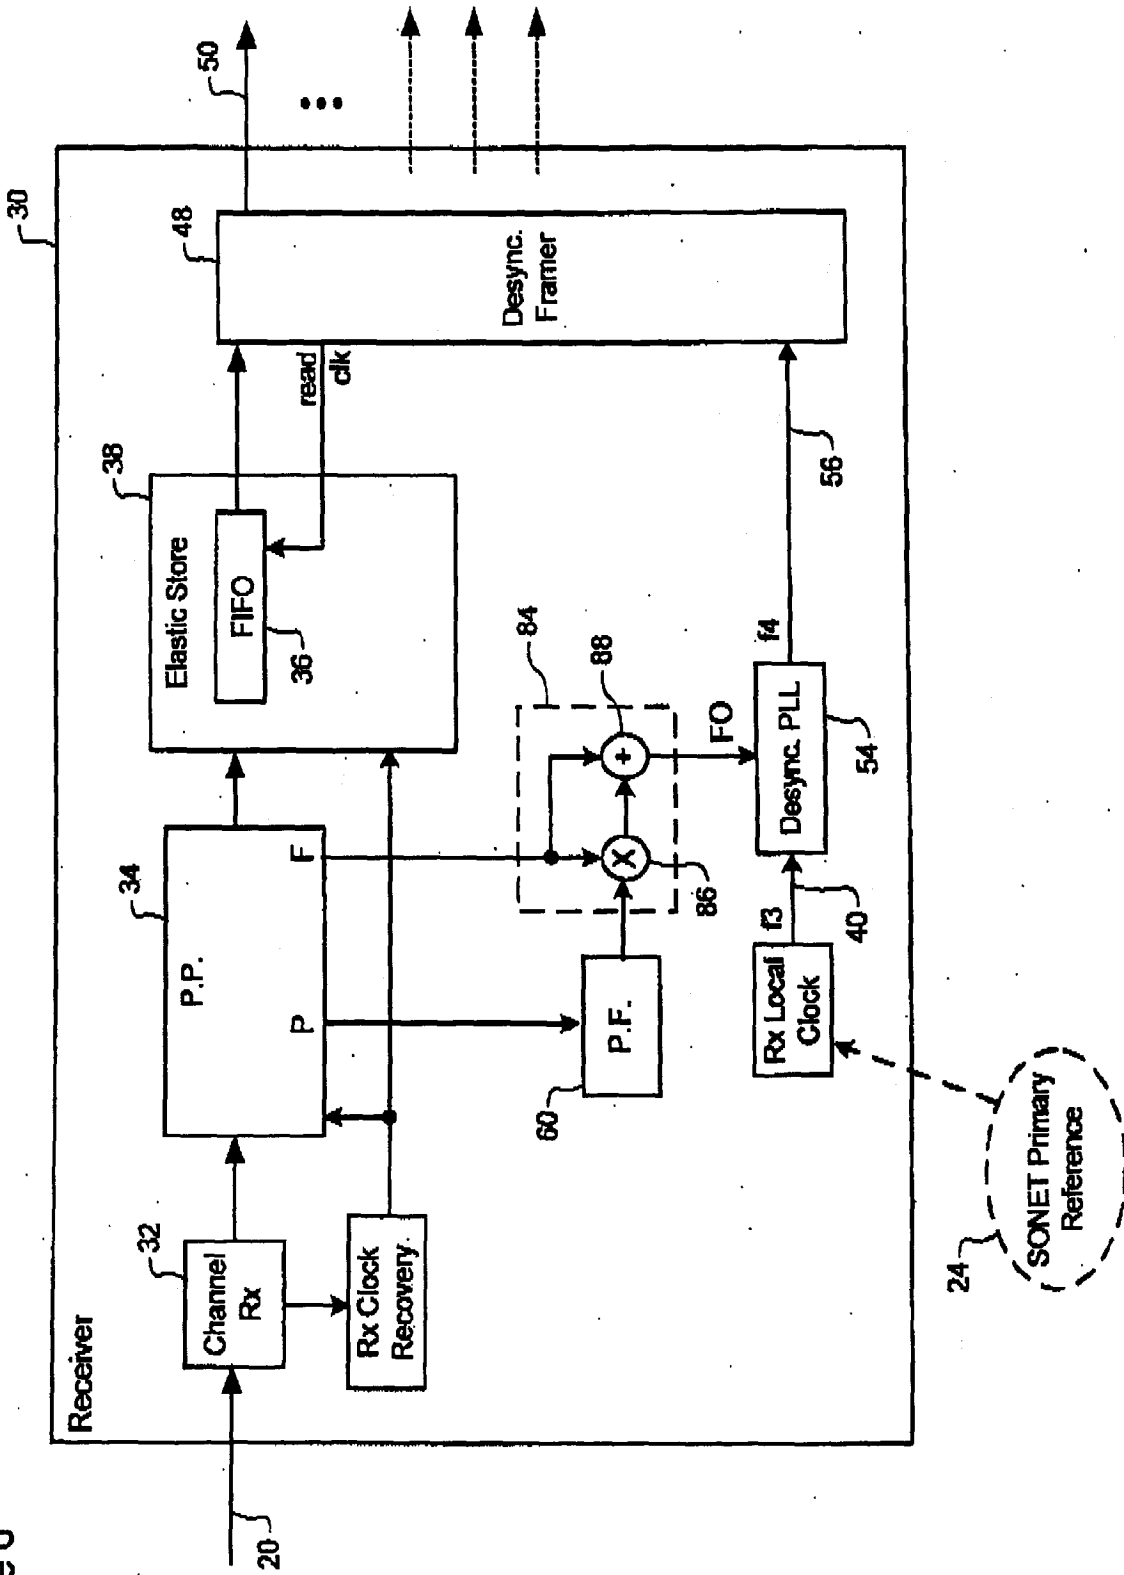 30
Receiver
20
Channel
Rx
32
Rx Clock
Recovery
P.P.
34
P
F
Elastic Store
38
FIFO
36
read
clk
Desync.
Framer
48
50
P.F.
60
84
X
86
+
88
FO
Rx Local
Clock
f3
40
Desync. PLL
54
f4
56
SONET Primary
Reference
24